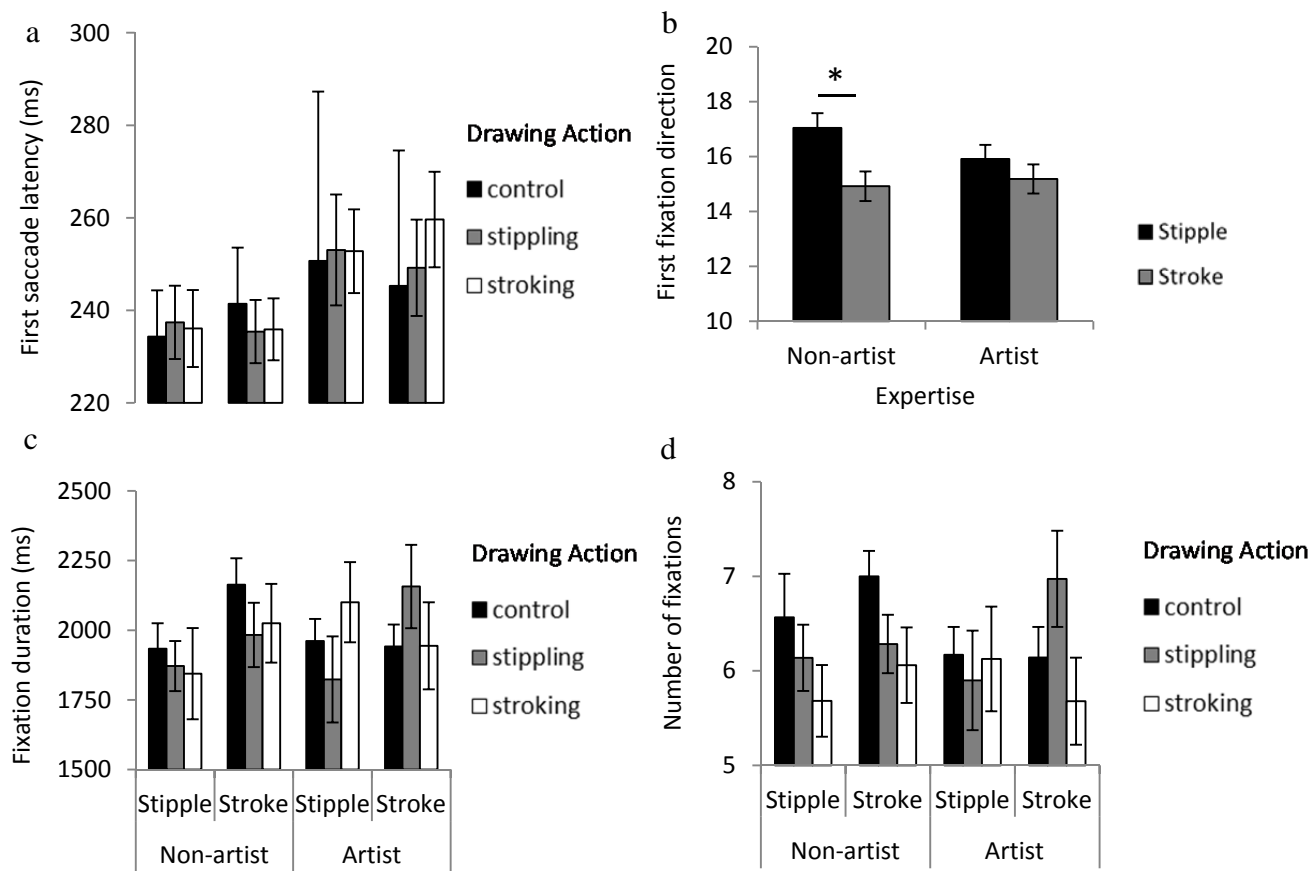 a
300
280
260
240
220
First saccade latency (ms)
Drawing Action
control
stippling
stroking
b
20
18
16
14
12
10
First fixation direction
*
Stipple
Stroke
Non-artist Artist
Expertise
c
2500
2250
2000
1750
1500
Fixation duration (ms)
Drawing Action
control
stippling
stroking
Stipple Stroke Stipple Stroke
Non-artist Artist
d
8
7
6
5
Number of fixations
Drawing Action
control
stippling
stroking
Stipple Stroke Stipple Stroke
Non-artist Artist